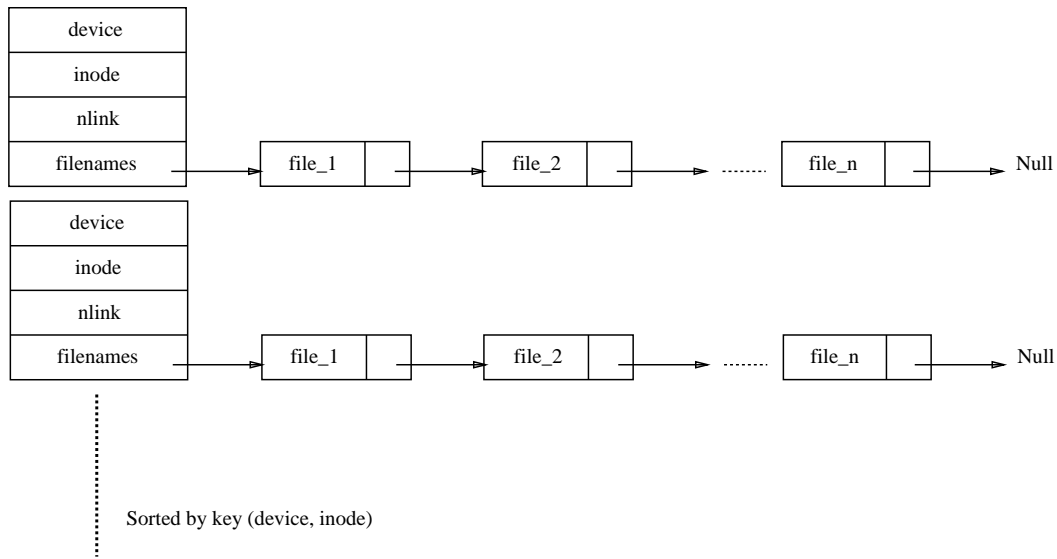 device
inode
nlink
filenames
file_1
file_2
file_n
Null
device
inode
nlink
filenames
file_1
file_2
file_n
Null
Sorted by key (device, inode)